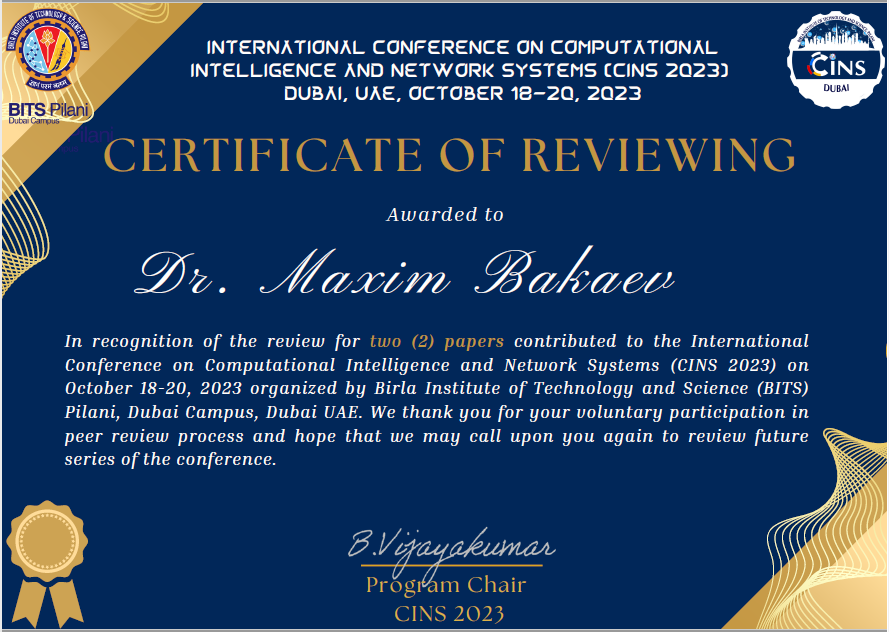 BIRLA INSTITUTE OF TECHNOLOGY & SCIENCE, PILANI
BITS Pilani
Dubai Campus
INTERNATIONAL CONFERENCE ON COMPUTATIONAL
INTELLIGENCE AND NETWORK SYSTEMS (CINS 2023)
DUBAI, UAE, OCTOBER 18–20, 2023
CINS
DUBAI
Pilani
CERTIFICATE OF REVIEWING
Awarded to
Dr. Maxim Bakaev
In recognition of the review for two (2) papers contributed to the International
Conference on Computational Intelligence and Network Systems (CINS 2023) on
October 18-20, 2023 organized by Birla Institute of Technology and Science (BITS)
Pilani, Dubai Campus, Dubai UAE. We thank you for your voluntary participation in
peer review process and hope that we may call upon you again to review future
series of the conference.
B.Vijayakumar
Program Chair
CINS 2023